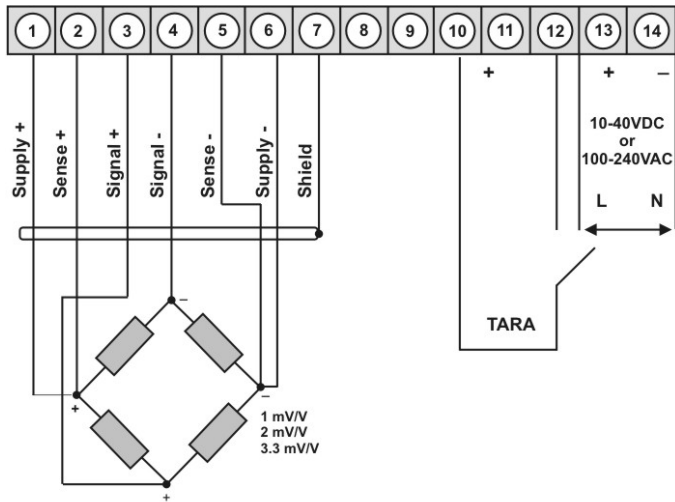 1 2 3 4 5 6 7 8 9 10 11 12 13 14
+ + –
Supply +
Sense +
Signal +
Signal -
Sense -
Supply -
Shield
10-40VDC
or
100-240VAC
L N
TARA
–
+
–
1 mV/V
2 mV/V
3.3 mV/V
+